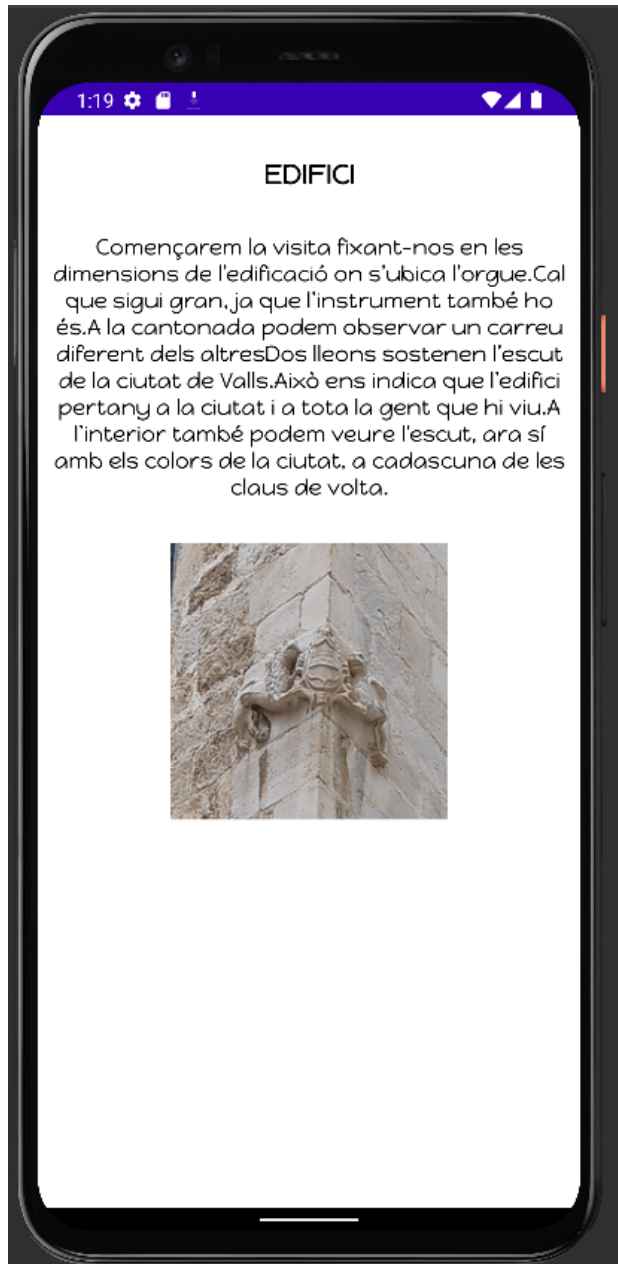 1:19
EDIFICI
Començarem la visita fixant-nos en les
dimensions de l'edificació on s'ubica l'orgue.Cal
que sigui gran, ja que l'instrument també ho
és.A la cantonada podem observar un carreu
diferent dels altresDos lleons sostenen l'escut
de la ciutat de Valls.Això ens indica que l'edifici
pertany a la ciutat i a tota la gent que hi viu.A
l'interior també podem veure l'escut, ara sí
amb els colors de la ciutat, a cadascuna de les
claus de volta.